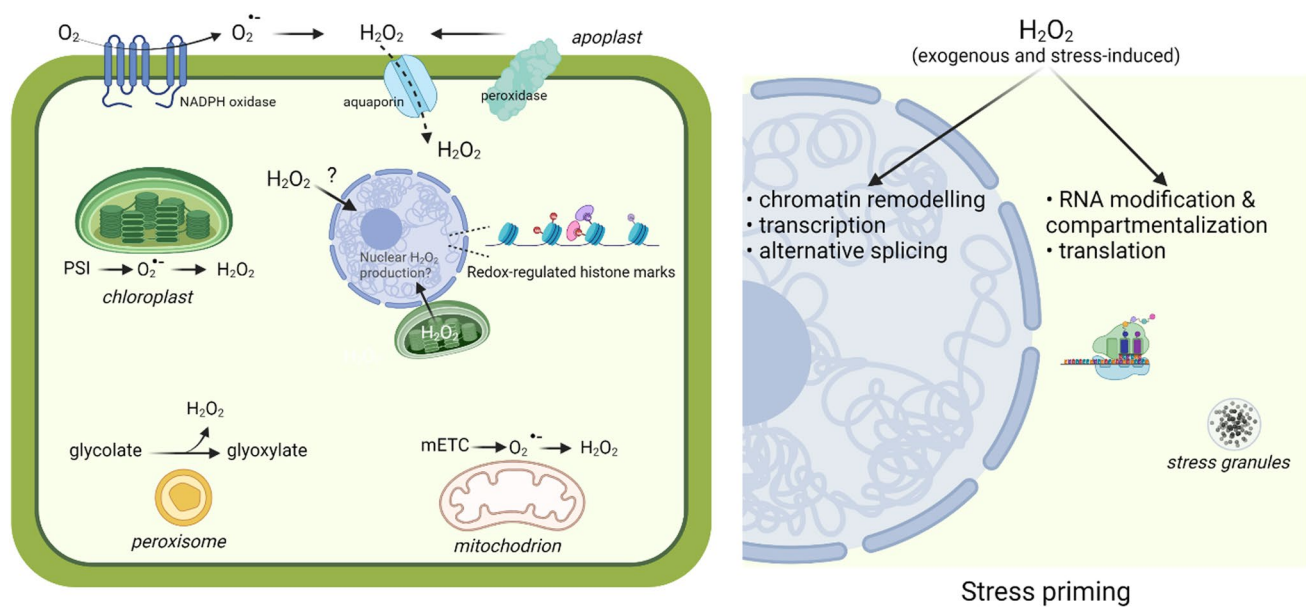 O₂
O₂•-
H₂O₂
apoplast
NADPH oxidase
aquaporin
peroxidase
H₂O₂
H₂O₂
?
Nuclear H₂O₂
production?
Redox-regulated histone marks
H₂O₂
PSI
O₂•-
H₂O₂
chloroplast
H₂O₂
glycolate
glyoxylate
peroxisome
mETC
O₂•-
H₂O₂
mitochodrion
H₂O₂
(exogenous and stress-induced)
• chromatin remodelling
• transcription
• alternative splicing
• RNA modification &
compartmentalization
• translation
stress granules
Stress priming